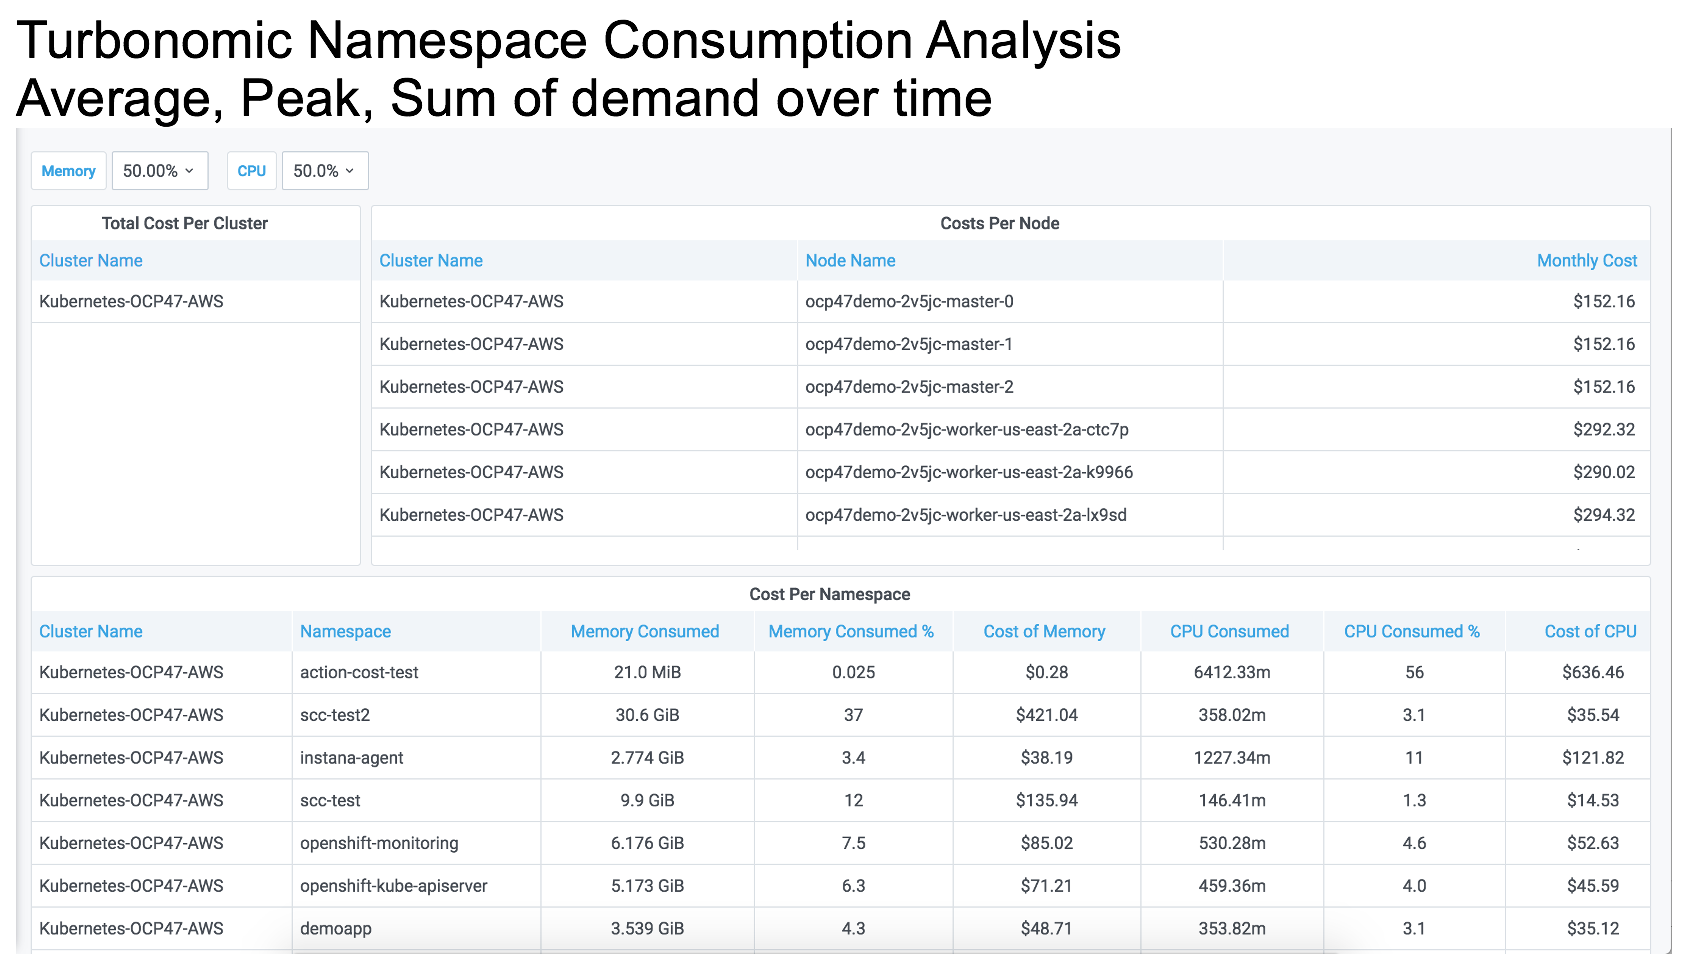 Turbonomic Namespace Consumption Analysis
Average, Peak, Sum of demand over time
Memory 50.00% CPU 50.0%
Total Cost Per Cluster
Cluster Name
Kubernetes-OCP47-AWS
Costs Per Node
Cluster Name Node Name Monthly Cost
Kubernetes-OCP47-AWS ocp47demo-2v5jc-master-0 $152.16
Kubernetes-OCP47-AWS ocp47demo-2v5jc-master-1 $152.16
Kubernetes-OCP47-AWS ocp47demo-2v5jc-master-2 $152.16
Kubernetes-OCP47-AWS ocp47demo-2v5jc-worker-us-east-2a-ctc7p $292.32
Kubernetes-OCP47-AWS ocp47demo-2v5jc-worker-us-east-2a-k9966 $290.02
Kubernetes-OCP47-AWS ocp47demo-2v5jc-worker-us-east-2a-lx9sd $294.32
Cost Per Namespace
Cluster Name Namespace Memory Consumed Memory Consumed % Cost of Memory CPU Consumed CPU Consumed % Cost of CPU
Kubernetes-OCP47-AWS action-cost-test 21.0 MiB 0.025 $0.28 6412.33m 56 $636.46
Kubernetes-OCP47-AWS scc-test2 30.6 GiB 37 $421.04 358.02m 3.1 $35.54
Kubernetes-OCP47-AWS instana-agent 2.774 GiB 3.4 $38.19 1227.34m 11 $121.82
Kubernetes-OCP47-AWS scc-test 9.9 GiB 12 $135.94 146.41m 1.3 $14.53
Kubernetes-OCP47-AWS openshift-monitoring 6.176 GiB 7.5 $85.02 530.28m 4.6 $52.63
Kubernetes-OCP47-AWS openshift-kube-apiserver 5.173 GiB 6.3 $71.21 459.36m 4.0 $45.59
Kubernetes-OCP47-AWS demoapp 3.539 GiB 4.3 $48.71 353.82m 3.1 $35.12